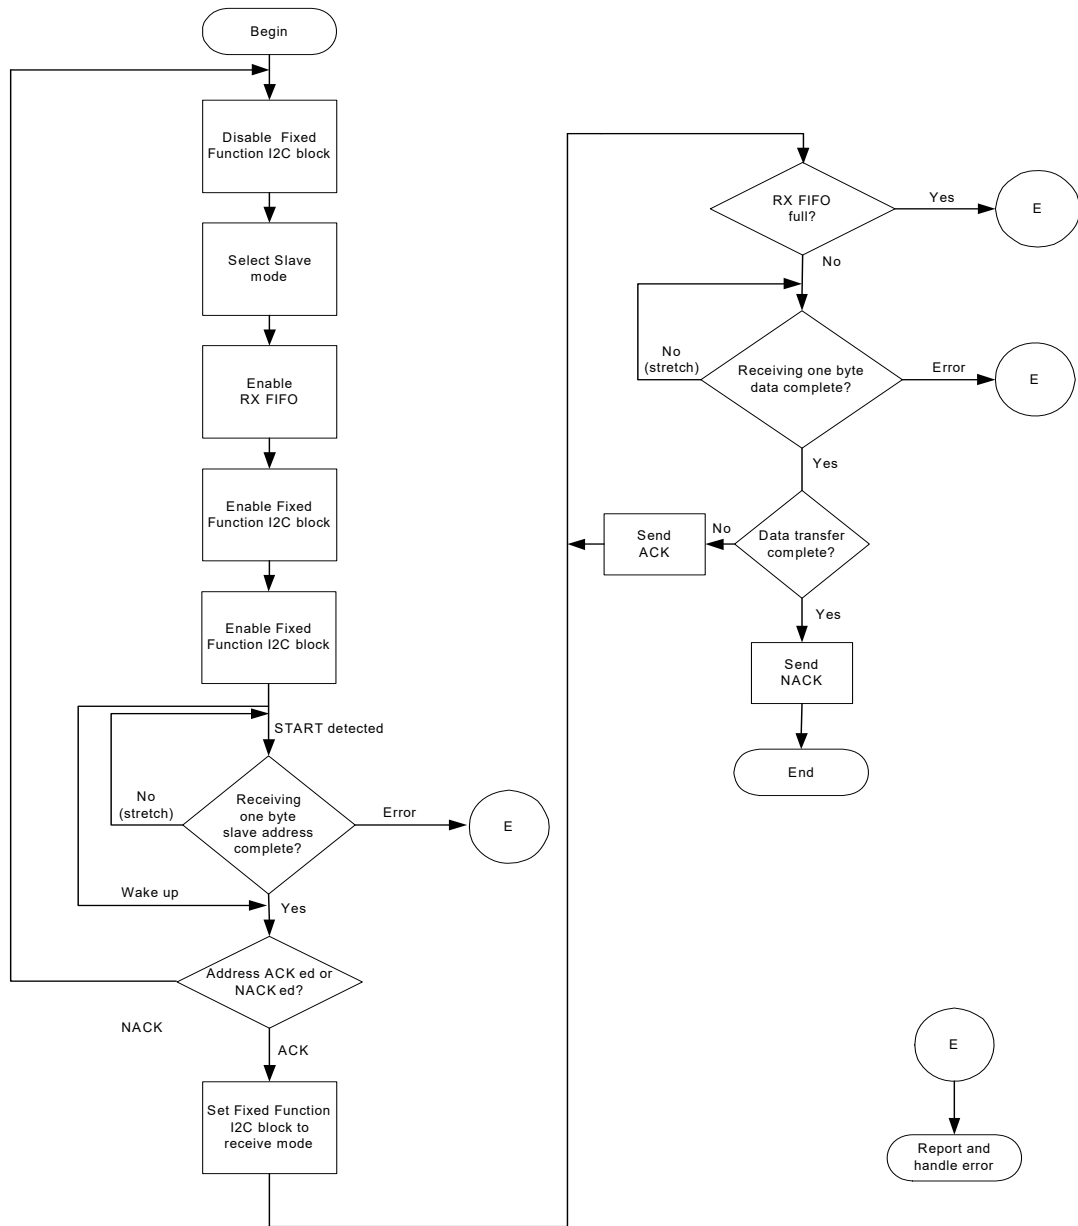 Begin
Disable Fixed
Function I2C block
Select Slave
mode
Enable
RX FIFO
Enable Fixed
Function I2C block
Enable Fixed
Function I2C block
START detected
No
(stretch)
Receiving
one byte
slave address
complete?
Error
E
Wake up
Yes
Address ACK ed or
NACK ed?
NACK
ACK
Set Fixed Function
I2C block to
receive mode
RX FIFO
full?
Yes
E
No
No
(stretch)
Receiving one byte
data complete?
Error
E
Yes
Send
ACK
No
Data transfer
complete?
Yes
Send
NACK
End
E
Report and
handle error